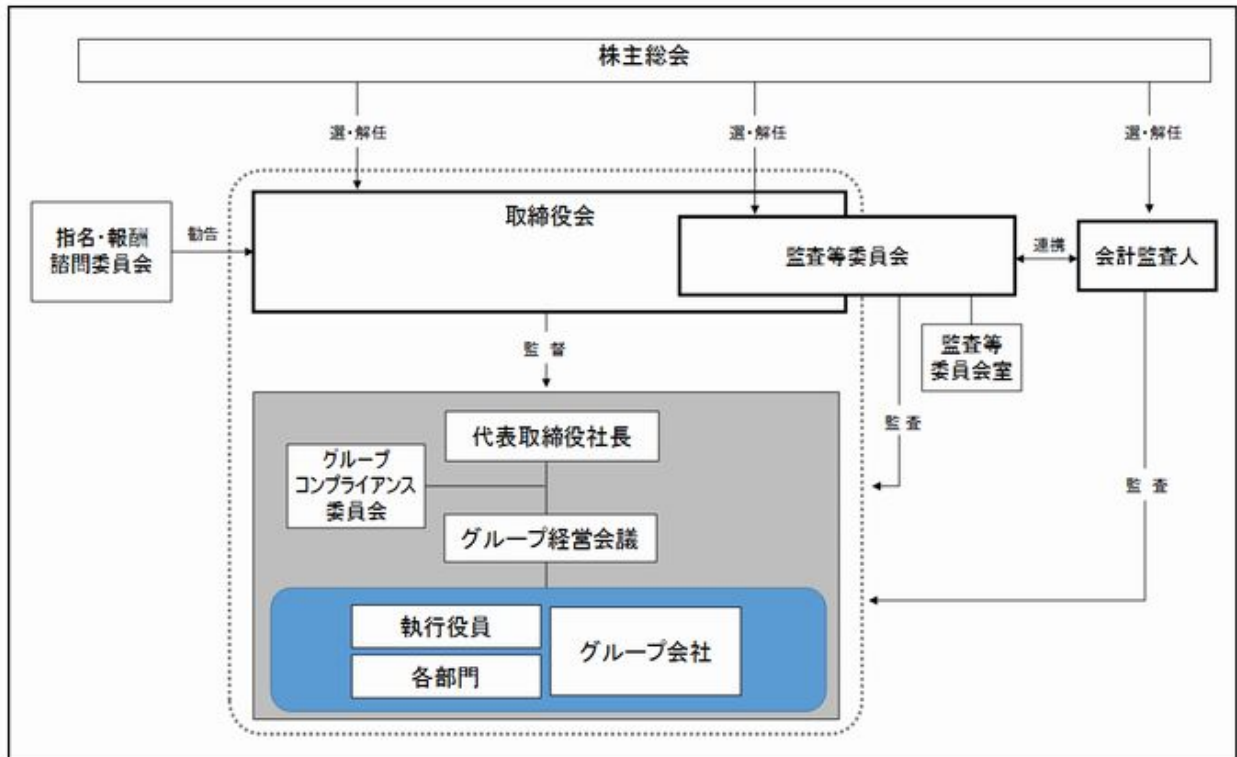 株主総会
選・解任
選・解任
選・解任
取締役会
指名・報酬
諮問委員会
勧告
監査等委員会
連携
会計監査人
監査等
委員会室
監 督
監 査
代表取締役社長
グループ
コンプライアンス
委員会
グループ経営会議
監 査
執行役員
各部門
グループ会社